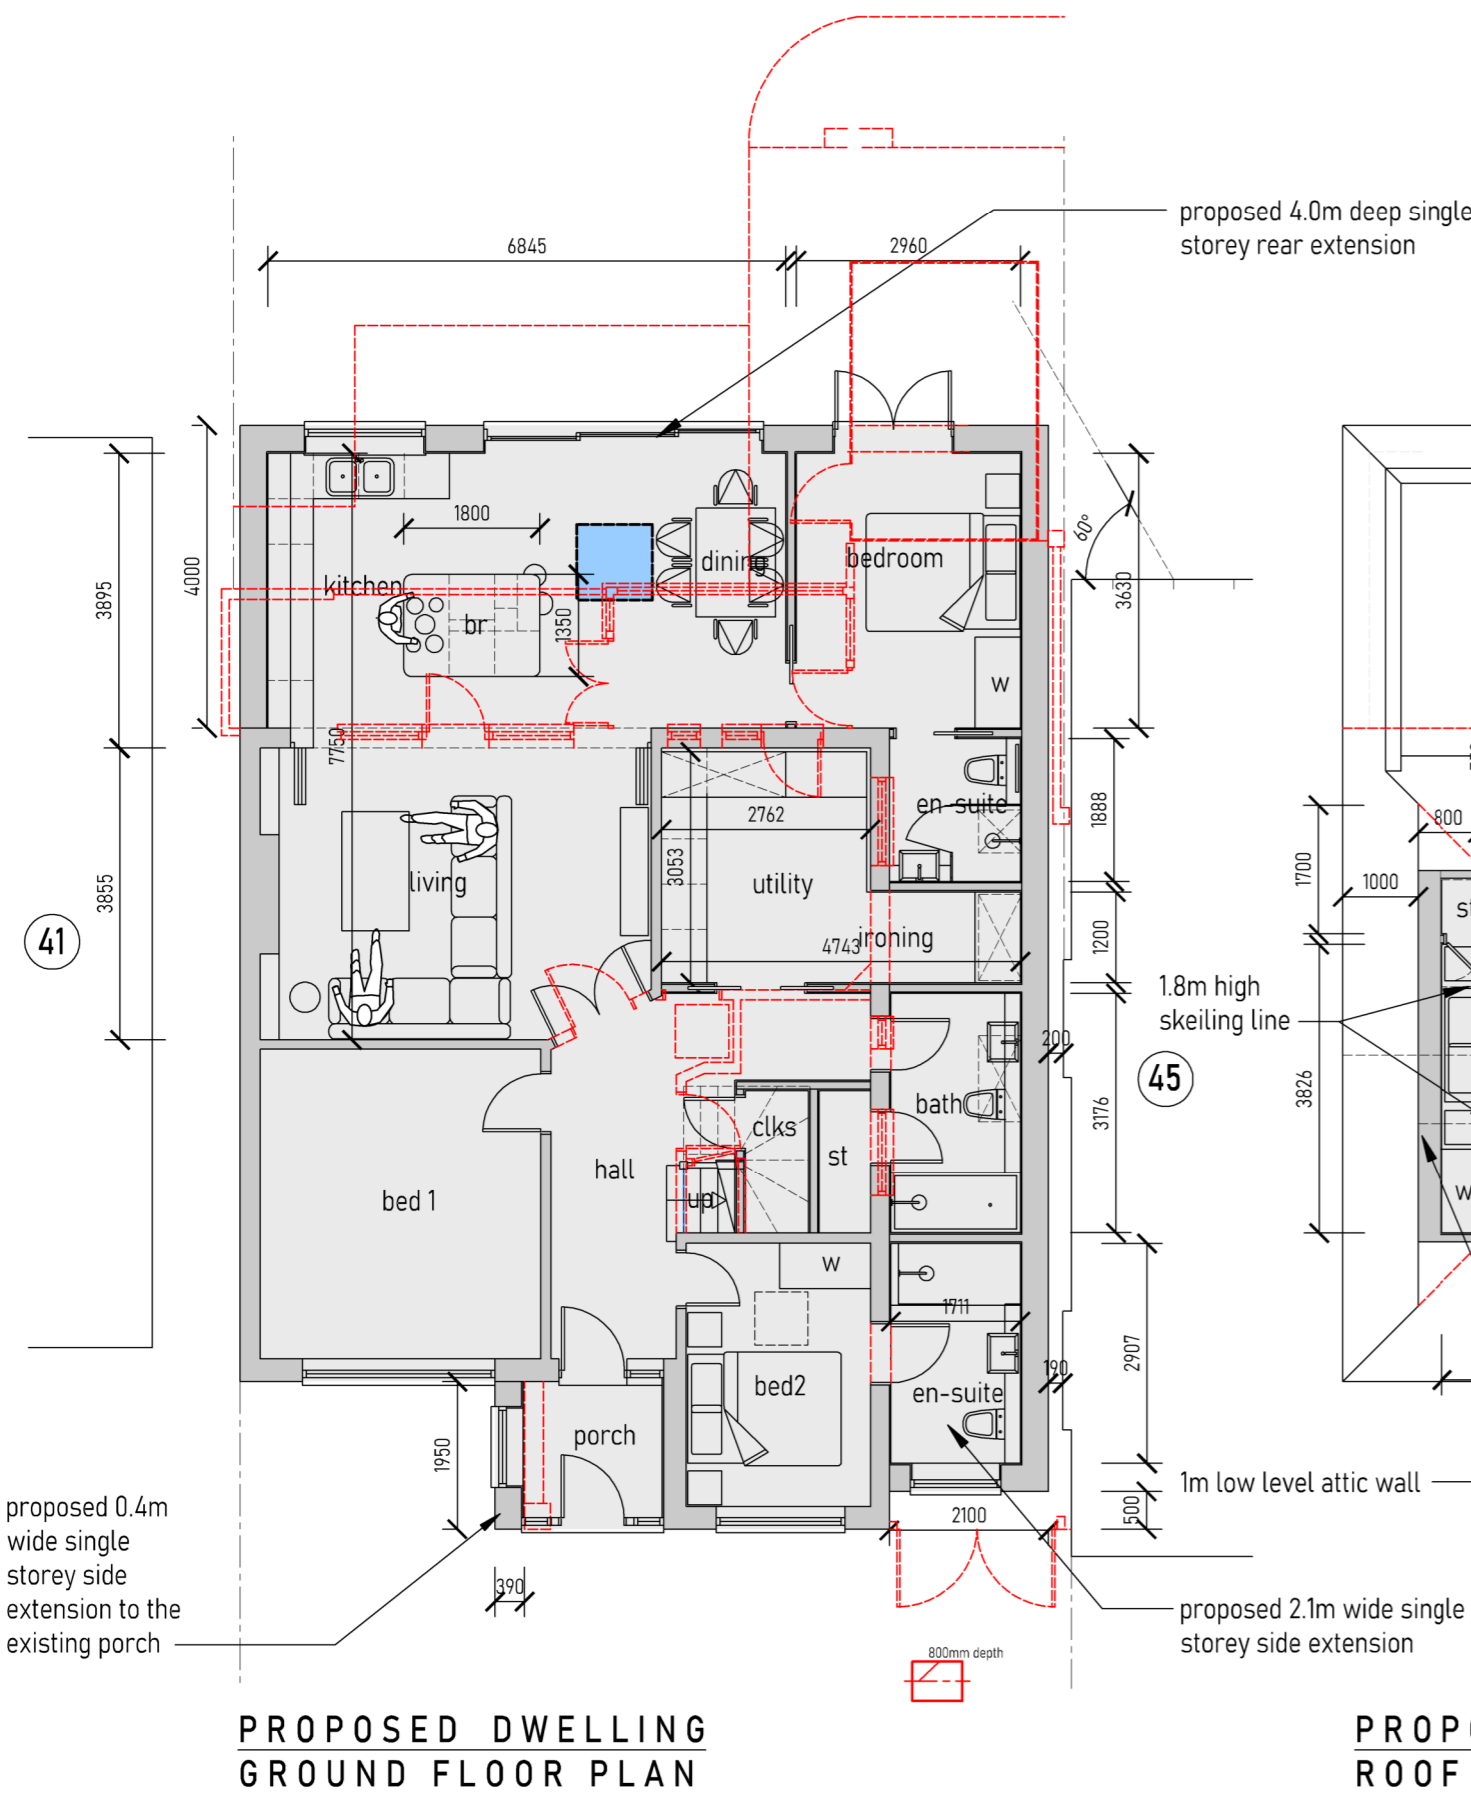 proposed 4.0m deep single
storey rear extension
6845
2960
1800
4000
3895
kitchen
br
1350
dining
bedroom
60°
3630
W
7750
en-suite
1888
2762
3053
utility
living
3855
41
4743
ironing
1200
1.8m high
skeiling line
200
45
bath
3176
clks
st
hall
up
bed 1
W
1711
2907
190
bed2
en-suite
porch
1950
proposed 0.4m
wide single
storey side
extension to the
existing porch
390
2100
500
1m low level attic wall
proposed 2.1m wide single
storey side extension
800mm depth
800
1700
1000
3826
PROPOSED DWELLING
GROUND FLOOR PLAN
ROOF